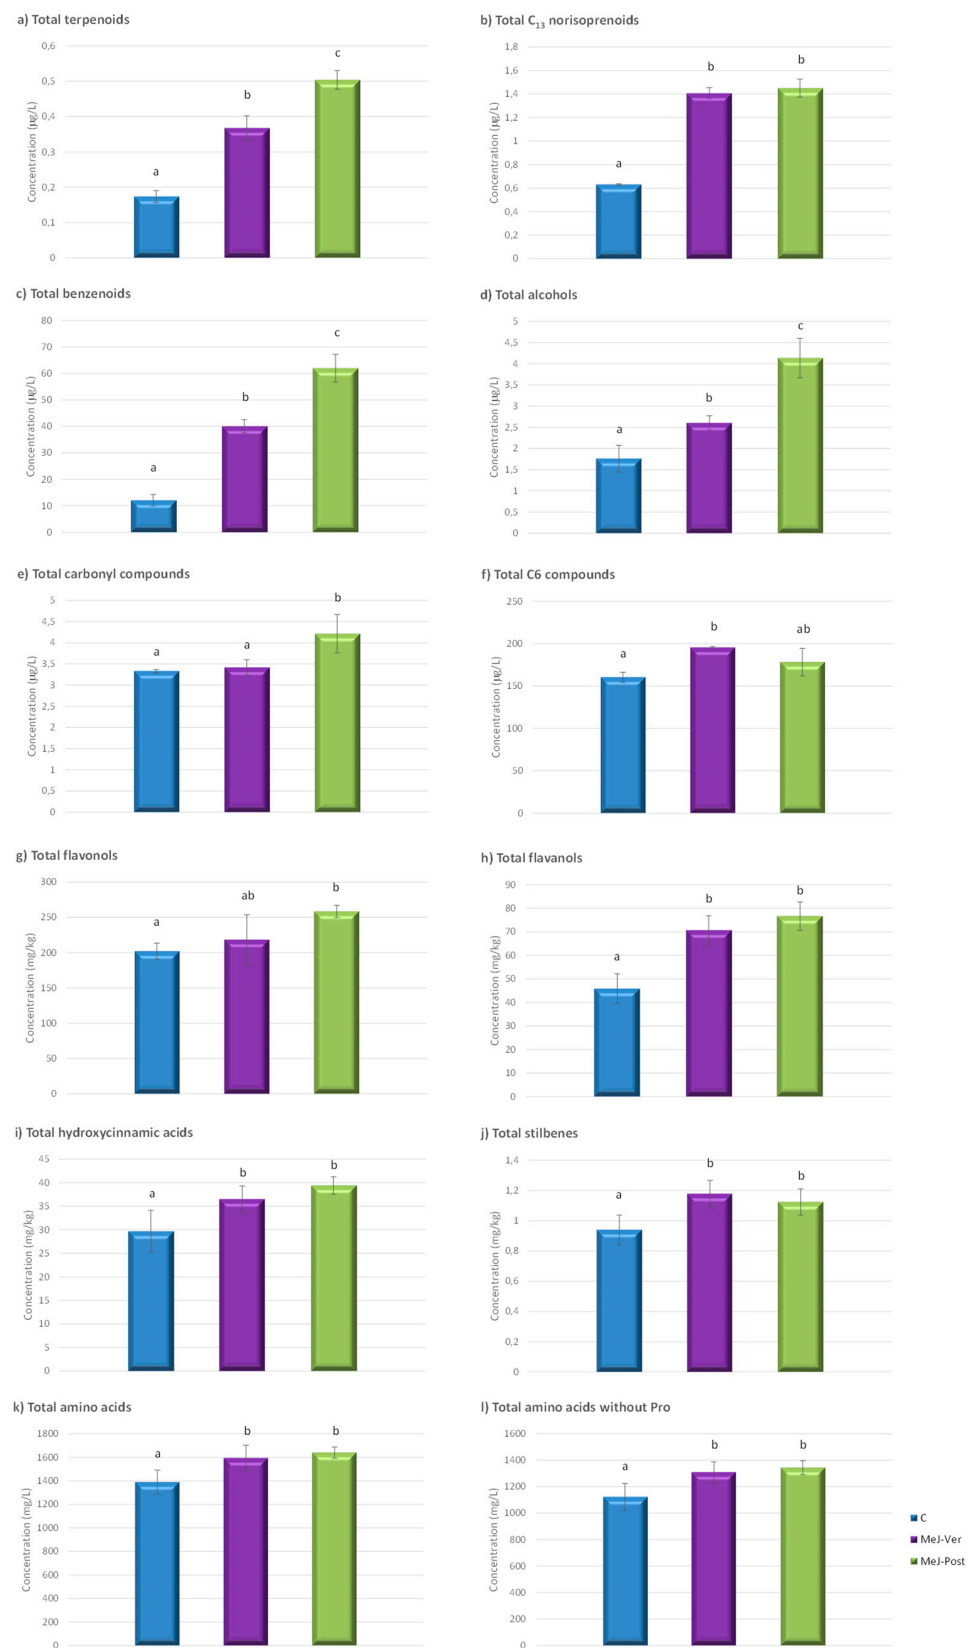 a) Total terpenoids
0,6
0,5
0,4
0,3
0,2
0,1
0
Concentration (µg/L)
a
b
c
b) Total C13 norisoprenoids
1,8
1,6
1,4
1,2
1
0,8
0,6
0,4
0,2
0
Concentration (µg/L)
a
b
b
c) Total benzenoids
80
70
60
50
40
30
20
10
0
Concentration (µg/L)
a
b
c
d) Total alcohols
5
4,5
4
3,5
3
2,5
2
1,5
1
0,5
0
Concentration (µg/L)
a
b
c
e) Total carbonyl compounds
5
4,5
4
3,5
3
2,5
2
1,5
1
0,5
0
Concentration (µg/L)
a
a
b
f) Total C6 compounds
250
200
150
100
50
0
Concentration (µg/L)
a
b
ab
g) Total flavonols
300
250
200
150
100
50
0
Concentration (mg/kg)
a
ab
b
h) Total flavanols
90
80
70
60
50
40
30
20
10
0
Concentration (mg/kg)
a
b
b
i) Total hydroxycinnamic acids
45
40
35
30
25
20
15
10
5
0
Concentration (mg/kg)
a
b
b
j) Total stilbenes
1,4
1,2
1
0,8
0,6
0,4
0,2
0
Concentration (mg/kg)
a
b
b
k) Total amino acids
1800
1600
1400
1200
1000
800
600
400
200
0
Concentration (mg/L)
a
b
b
l) Total amino acids without Pro
1600
1400
1200
1000
800
600
400
200
0
Concentration (mg/L)
a
b
b
C
MeJ-Ver
MeJ-Post